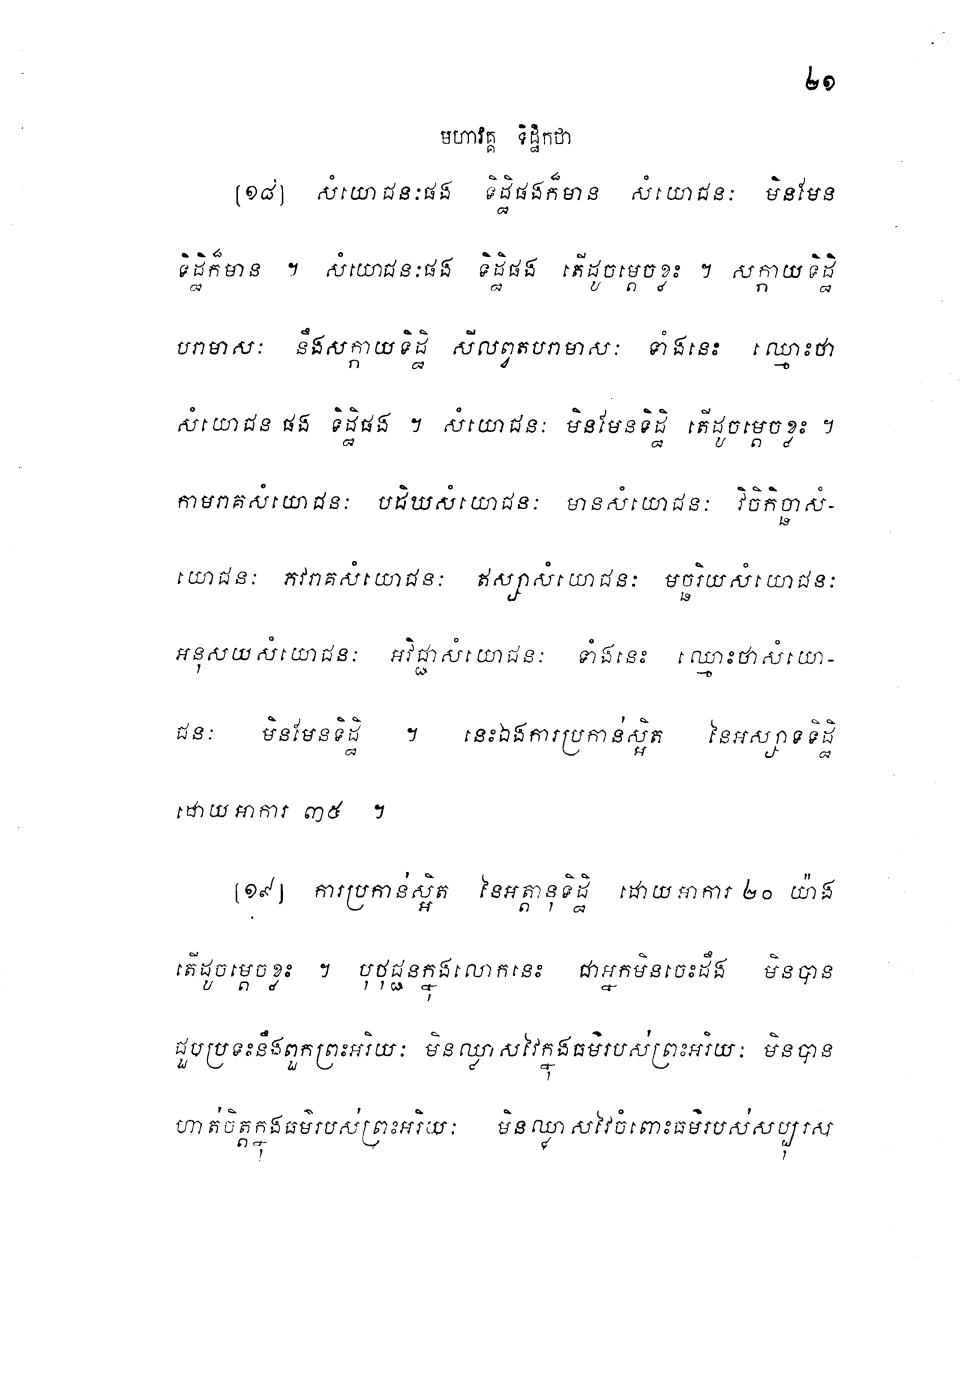 ២១
មហាវគ្គ ទិដ្ឋិកថា
[១៨] សំយោជនៈផង ទិដ្ឋិផងក៏មាន សំយោជនៈ មិនមែន
ទិដ្ឋិក៏មាន ។ សំយោជនៈផង ទិដ្ឋិផង តើដូចម្តេចខ្លះ ។ សក្កាយទិដ្ឋិ
បរាមាសៈ នឹងសក្កាយទិដ្ឋិ សីលព្វតបរាមាសៈ ទាំងនេះ ឈ្មោះថា
សំយោជន ផង ទិដ្ឋិផង ។ សំយោជនៈ មិនមែនទិដ្ឋិ តើដូចម្តេចខ្លះ ។
កាមរាគសំយោជនៈ បដិឃសំយោជនៈ មានសំយោជនៈ វិចិកិច្ឆាសំ-
យោជនៈ ភវរាគសំយោជនៈ ឥស្សាសំយោជនៈ មច្ឆរិយសំយោជនៈ
អនុសយសំយោជនៈ អវិជ្ជាសំយោជនៈ ទាំងនេះ ឈ្មោះថាសំយោ-
ជនៈ មិនមែនទិដ្ឋិ ។ នេះឯងការប្រកាន់ស្អិត នៃអស្សាទទិដ្ឋិ
ដោយអាការ ៣៥ ។
[១៩] ការប្រកាន់ស្អិត នៃអត្តានុទិដ្ឋិ ដោយអាការ ២០ យ៉ាង
តើដូចម្តេចខ្លះ ។ បុថុជ្ជនក្នុងលោកនេះ ជាអ្នកមិនចេះដឹង មិនបាន
ជួបប្រទះនឹងពួកព្រះអរិយៈ មិនឈ្លាសវៃក្នុងធម៌របស់ព្រះអរិយៈ មិនបាន
ហាត់ចិត្តក្នុងធម៌របស់ព្រះអរិយៈ មិនឈ្លាសវៃចំពោះធម៌របស់សប្បុរស